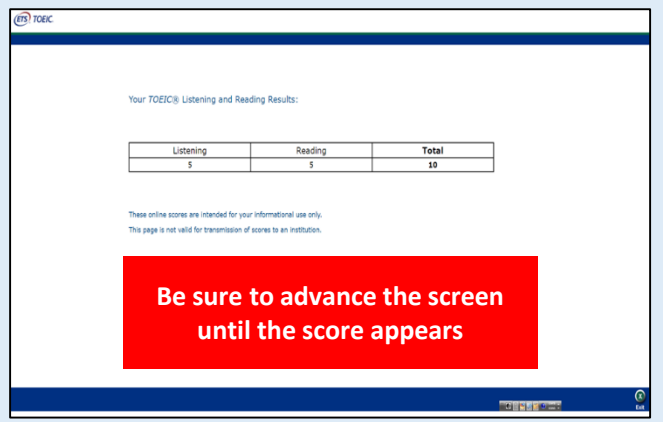 ETS TOEIC.
Your TOEIC® Listening and Reading Results:
Listening Reading Total
5 5 10
These online scores are intended for your informational use only.
This page is not valid for transmission of scores to an institution.
Be sure to advance the screen
until the score appears
Exit